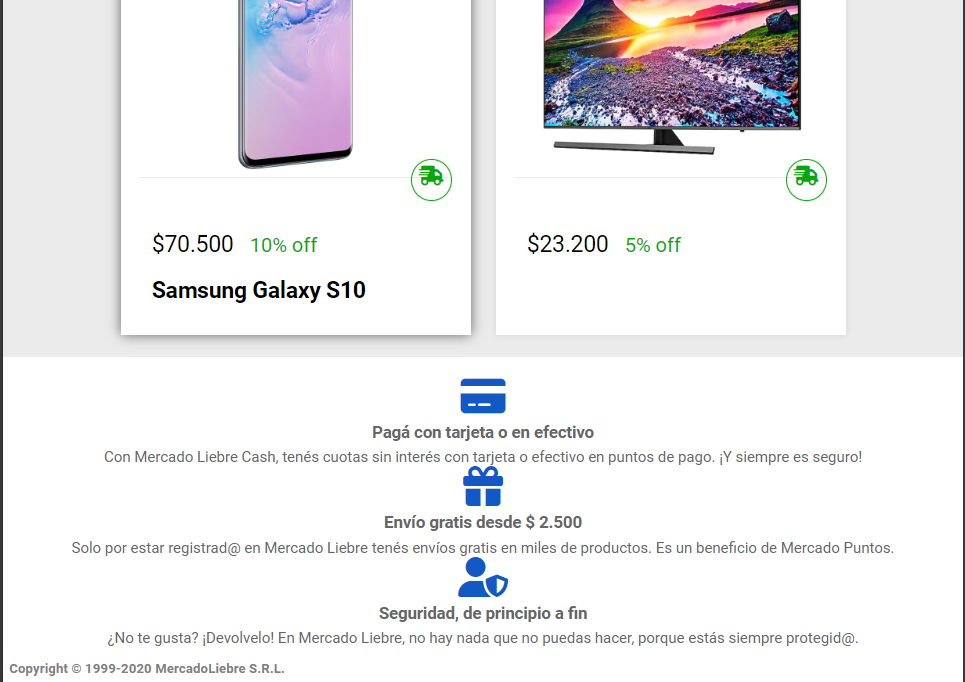 $70.500 10% off
Samsung Galaxy S10
$23.200 5% off
Pagá con tarjeta o en efectivo
Con Mercado Liebre Cash, tenés cuotas sin interés con tarjeta o efectivo en puntos de pago. ¡Y siempre es seguro!
Envío gratis desde $ 2.500
Solo por estar registrad@ en Mercado Liebre tenés envíos gratis en miles de productos. Es un beneficio de Mercado Puntos.
Seguridad, de principio a fin
¿No te gusta? ¡Devolvelo! En Mercado Liebre, no hay nada que no puedas hacer, porque estás siempre protegid@.
Copyright © 1999-2020 MercadoLiebre S.R.L.